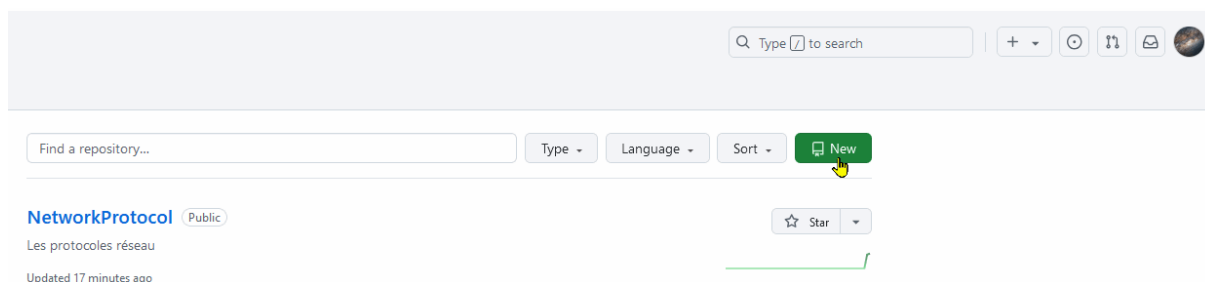 Type / to search
Find a repository...
Type
Language
Sort
New
NetworkProtocol Public
Star
Les protocoles réseau
Updated 17 minutes ago